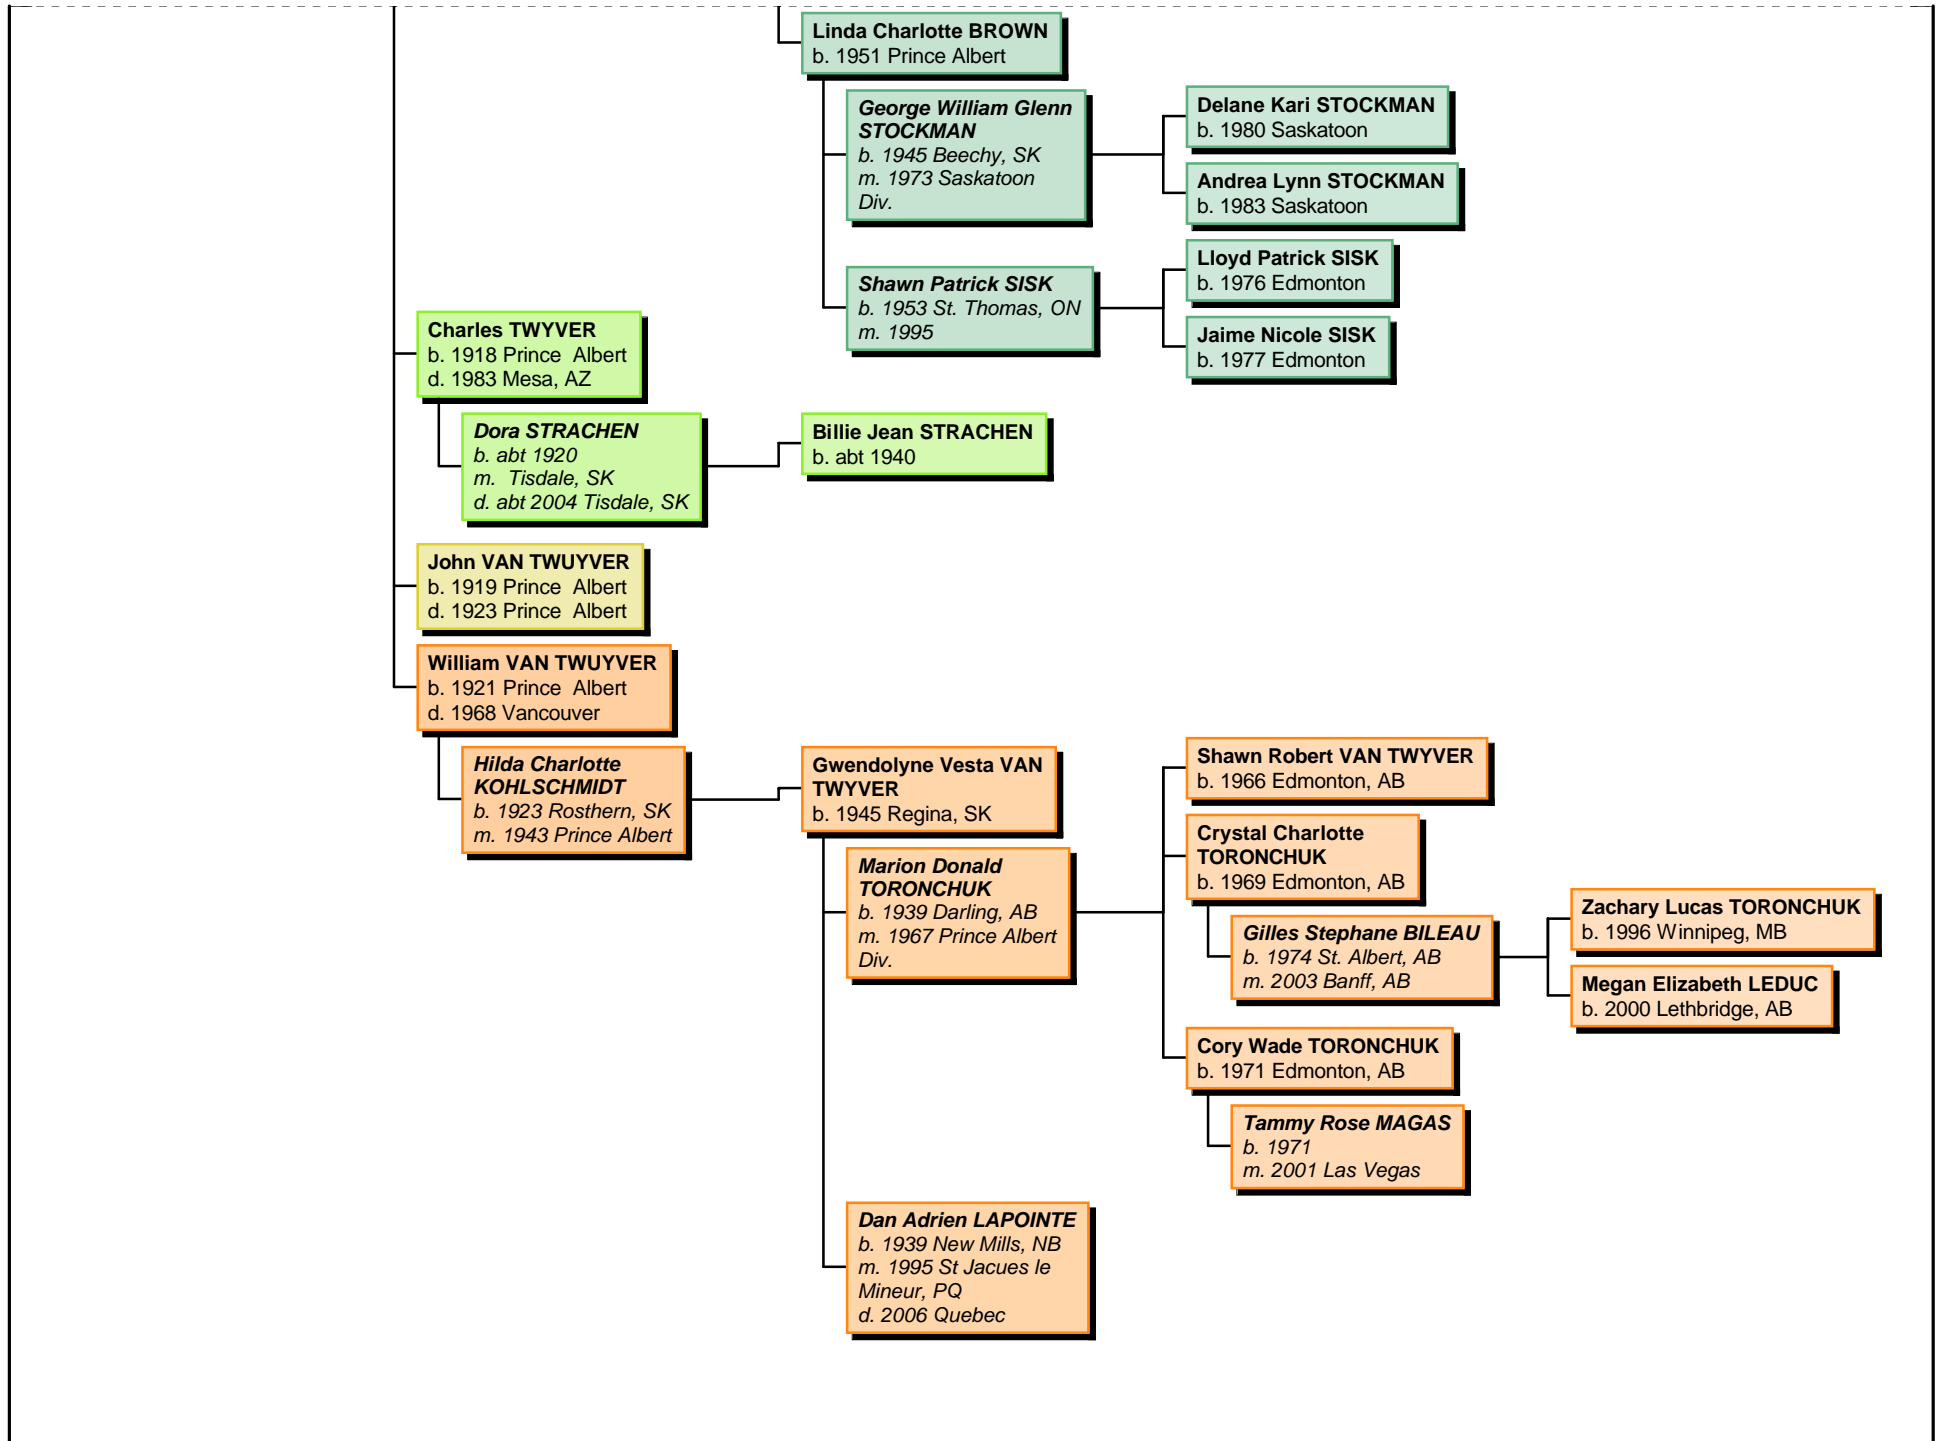 Linda Charlotte BROWN
b. 1951 Prince Albert
George William Glenn
STOCKMAN
b. 1945 Beechy, SK
m. 1973 Saskatoon
Div.
Delane Kari STOCKMAN
b. 1980 Saskatoon
Andrea Lynn STOCKMAN
b. 1983 Saskatoon
Shawn Patrick SISK
b. 1953 St. Thomas, ON
m. 1995
Lloyd Patrick SISK
b. 1976 Edmonton
Jaime Nicole SISK
b. 1977 Edmonton
Charles TWYVER
b. 1918 Prince  Albert
d. 1983 Mesa, AZ
Dora STRACHEN
b. abt 1920
m.  Tisdale, SK
d. abt 2004 Tisdale, SK
Billie Jean STRACHEN
b. abt 1940
John VAN TWUYVER
b. 1919 Prince  Albert
d. 1923 Prince  Albert
William VAN TWUYVER
b. 1921 Prince  Albert
d. 1968 Vancouver
Hilda Charlotte
KOHLSCHMIDT
b. 1923 Rosthern, SK
m. 1943 Prince Albert
Gwendolyne Vesta VAN
TWYVER
b. 1945 Regina, SK
Marion Donald
TORONCHUK
b. 1939 Darling, AB
m. 1967 Prince Albert
Div.
Shawn Robert VAN TWYVER
b. 1966 Edmonton, AB
Crystal Charlotte
TORONCHUK
b. 1969 Edmonton, AB
Gilles Stephane BILEAU
b. 1974 St. Albert, AB
m. 2003 Banff, AB
Zachary Lucas TORONCHUK
b. 1996 Winnipeg, MB
Megan Elizabeth LEDUC
b. 2000 Lethbridge, AB
Cory Wade TORONCHUK
b. 1971 Edmonton, AB
Tammy Rose MAGAS
b. 1971
m. 2001 Las Vegas
Dan Adrien LAPOINTE
b. 1939 New Mills, NB
m. 1995 St Jacues le
Mineur, PQ
d. 2006 Quebec